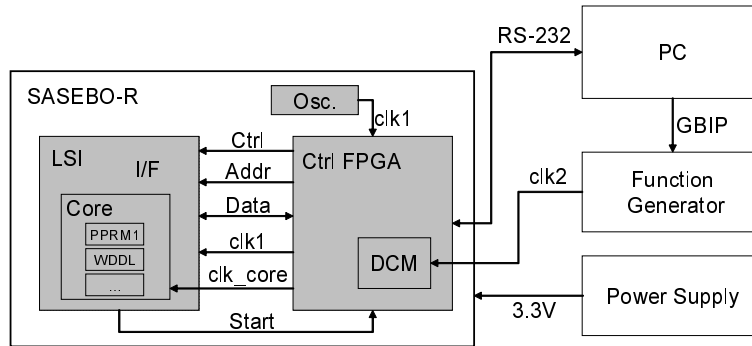 RS-232
PC
SASEBO-R
Osc.
clk1
GBIP
LSI
I/F
Ctrl
Ctrl FPGA
Addr
Core
Data
clk2
Function
Generator
PPRM1
WDDL
...
clk1
DCM
clk_core
Start
3.3V
Power Supply